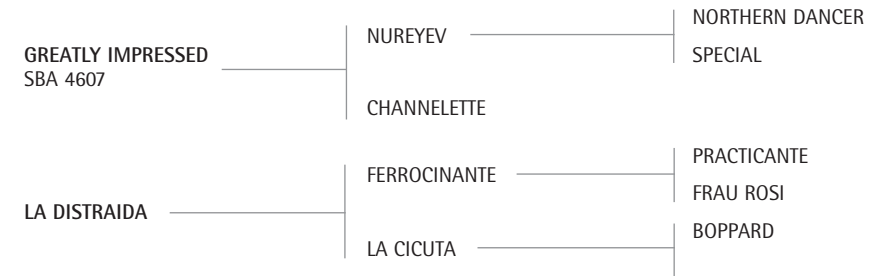 GREATLY IMPRESSED
SBA 4607
NUREYEV
NORTHERN DANCER
SPECIAL
CHANNELETTE
LA DISTRAIDA
FERROCINANTE
PRACTICANTE
FRAU ROSI
LA CICUTA
BOPPARD